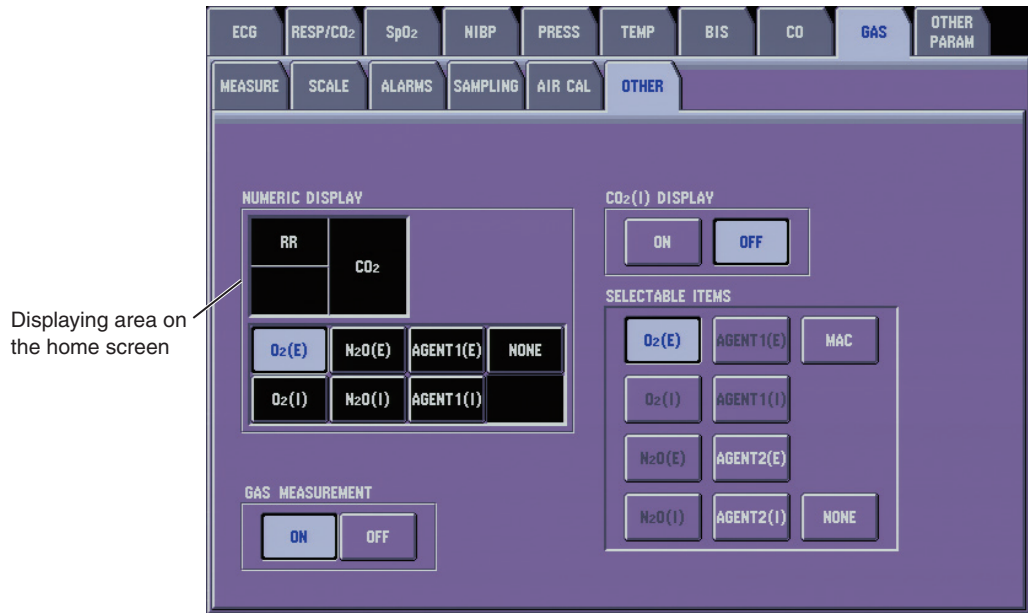 ECG RESP/CO2 SpO2 NIBP PRESS TEMP BIS CO GAS OTHER PARAM
MEASURE SCALE ALARMS SAMPLING AIR CAL OTHER
NUMERIC DISPLAY
RR
CO2
O2(E) N2O(E) AGENT1(E) NONE
O2(I) N2O(I) AGENT1(I)
Displaying area on
the home screen
GAS MEASUREMENT
ON OFF
CO2(I) DISPLAY
ON OFF
SELECTABLE ITEMS
O2(E) AGENT1(E) MAC
O2(I) AGENT1(I)
N2O(E) AGENT2(E)
N2O(I) AGENT2(I) NONE